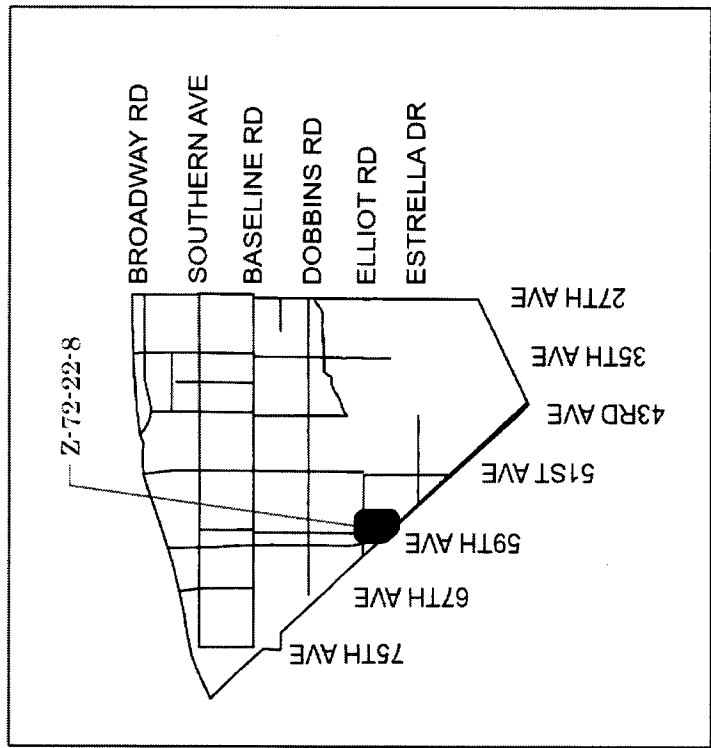 Z-72-22-8
BROADWAY RD
SOUTHERN AVE
BASELINE RD
DOBBINS RD
ELLIOT RD
ESTRELLA DR
75TH AVE
67TH AVE
59TH AVE
51ST AVE
43RD AVE
35TH AVE
27TH AVE